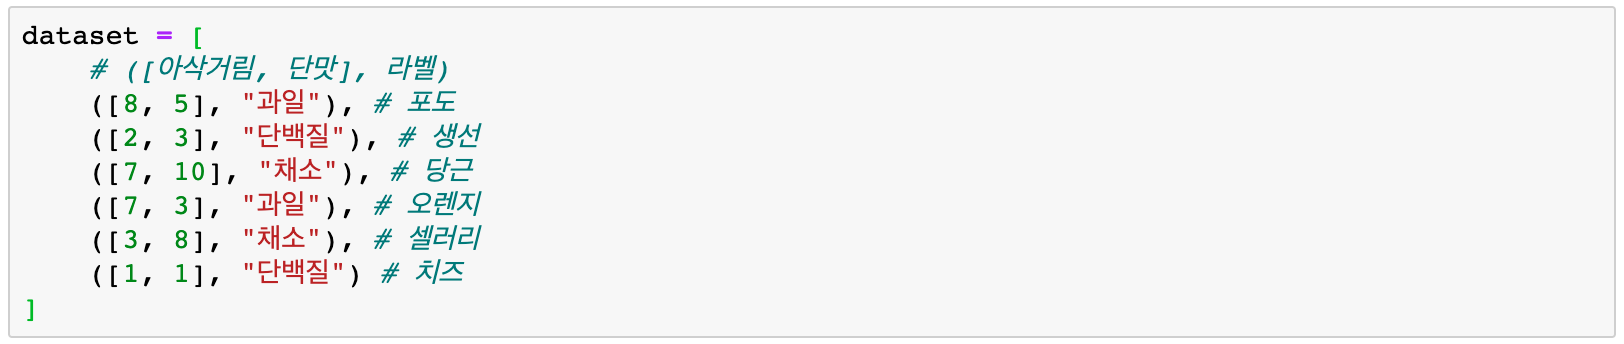 dataset = [
    # ([아삭거림, 단맛], 라벨)
    ([8, 5], "과일"), # 포도
    ([2, 3], "단백질"), # 생선
    ([7, 10], "채소"), # 당근
    ([7, 3], "과일"), # 오렌지
    ([3, 8], "채소"), # 셀러리
    ([1, 1], "단백질") # 치즈
]